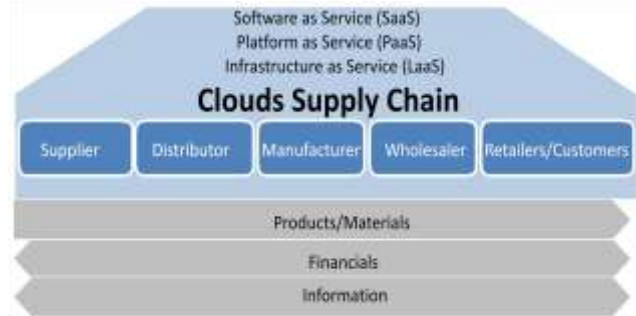 Software as Service (SaaS)
Platform as Service (PaaS)
Infrastructure as Service (LaaS)
Clouds Supply Chain
Supplier Distributor Manufacturer Wholesaler Retailers/Customers
Products/Materials
Financials
Information